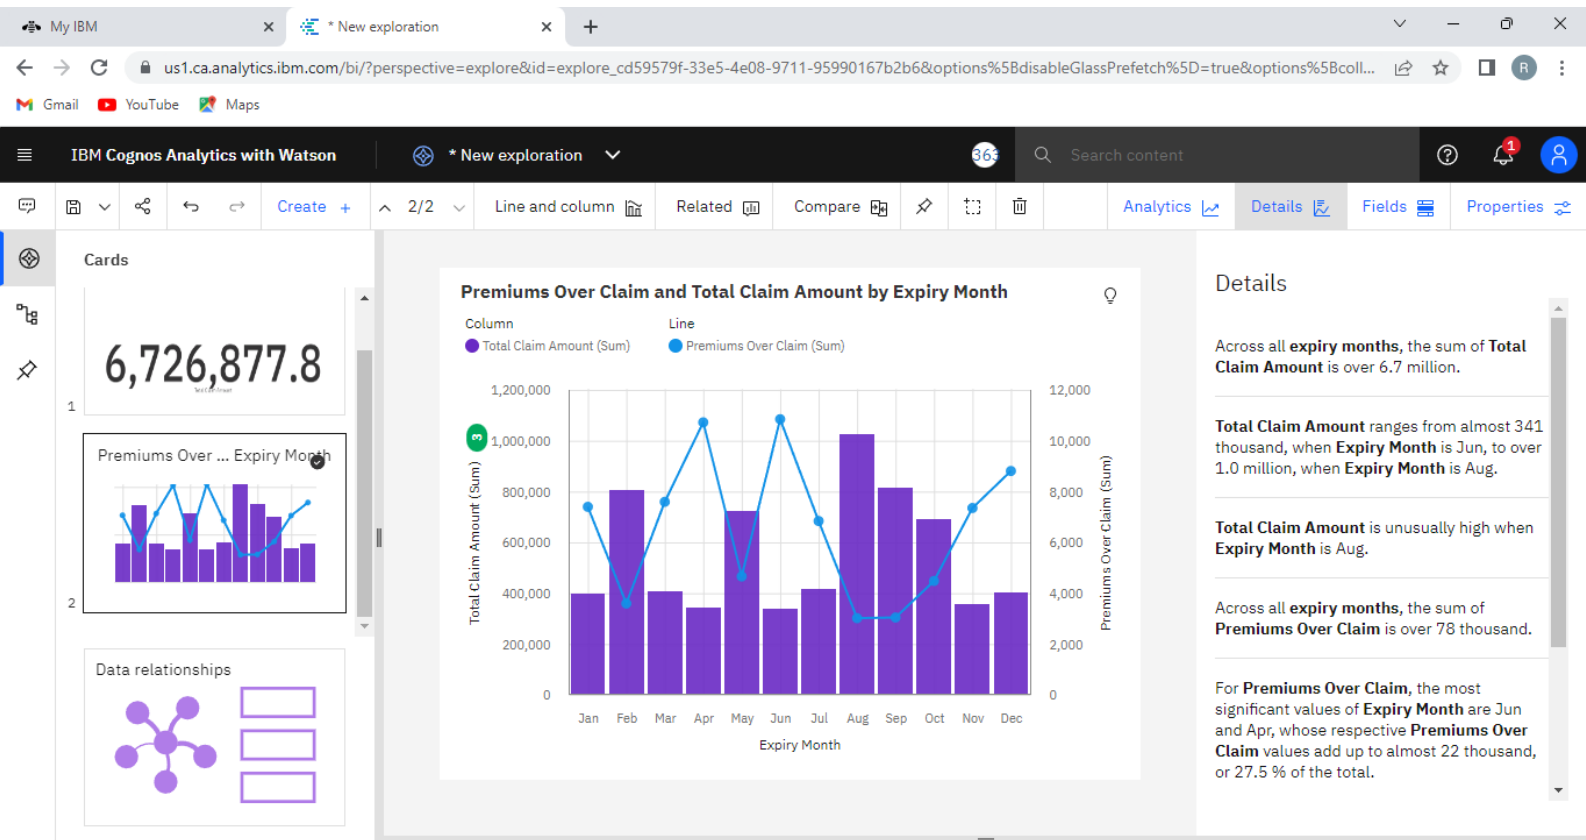 My IBM
* New exploration
us1.ca.analytics.ibm.com/bi/?perspective=explore&id=explore_cd59579f-33e5-4e08-9711-95990167b2b6&options%5BdisableGlassPrefetch%5D=true&options%5Bcoll...
R
Gmail
YouTube
Maps
IBM Cognos Analytics with Watson
* New exploration
363
Search content
1
Create +
2/2
Line and column
Related
Compare
Analytics
Details
Fields
Properties
Cards
6,726,877.8
1
Premiums Over ... Expiry Month
2
Data relationships
Premiums Over Claim and Total Claim Amount by Expiry Month
Column
Line
Total Claim Amount (Sum)
Premiums Over Claim (Sum)
1,200,000
1,000,000
800,000
600,000
400,000
200,000
0
3
Total Claim Amount (Sum)
12,000
10,000
8,000
6,000
4,000
2,000
0
Premiums Over Claim (Sum)
Jan Feb Mar Apr May Jun Jul Aug Sep Oct Nov Dec
Expiry Month
Details
Across all expiry months, the sum of Total
Claim Amount is over 6.7 million.
Total Claim Amount ranges from almost 341
thousand, when Expiry Month is Jun, to over
1.0 million, when Expiry Month is Aug.
Total Claim Amount is unusually high when
Expiry Month is Aug.
Across all expiry months, the sum of
Premiums Over Claim is over 78 thousand.
For Premiums Over Claim, the most
significant values of Expiry Month are Jun
and Apr, whose respective Premiums Over
Claim values add up to almost 22 thousand,
or 27.5 % of the total.